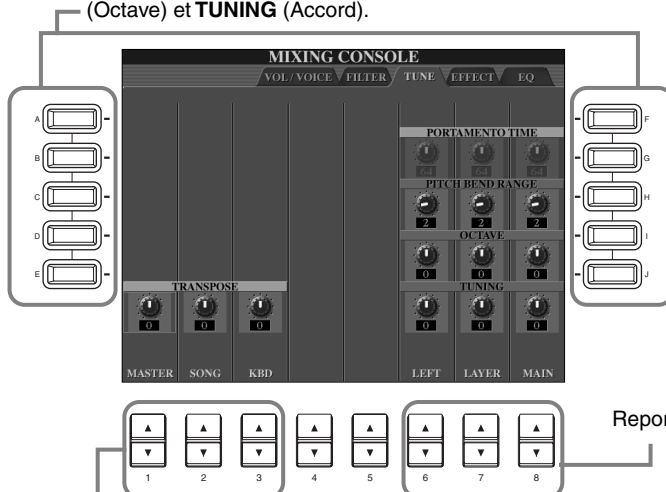 (Octave) et TUNING (Accord).
MIXING CONSOLE
VOL / VOICE FILTER TUNE EFFECT EQ
A
B
C
D
E
F
G
H
I
J
PORTAMENTO TIME
64 64 64
PITCH BEND RANGE
2 2 2
OCTAVE
0 0 0
TRANSPOSE TUNING
0 0 0 0 0 0
MASTER SONG KBD LEFT LAYER MAIN
1 2 3 4 5 6 7 8